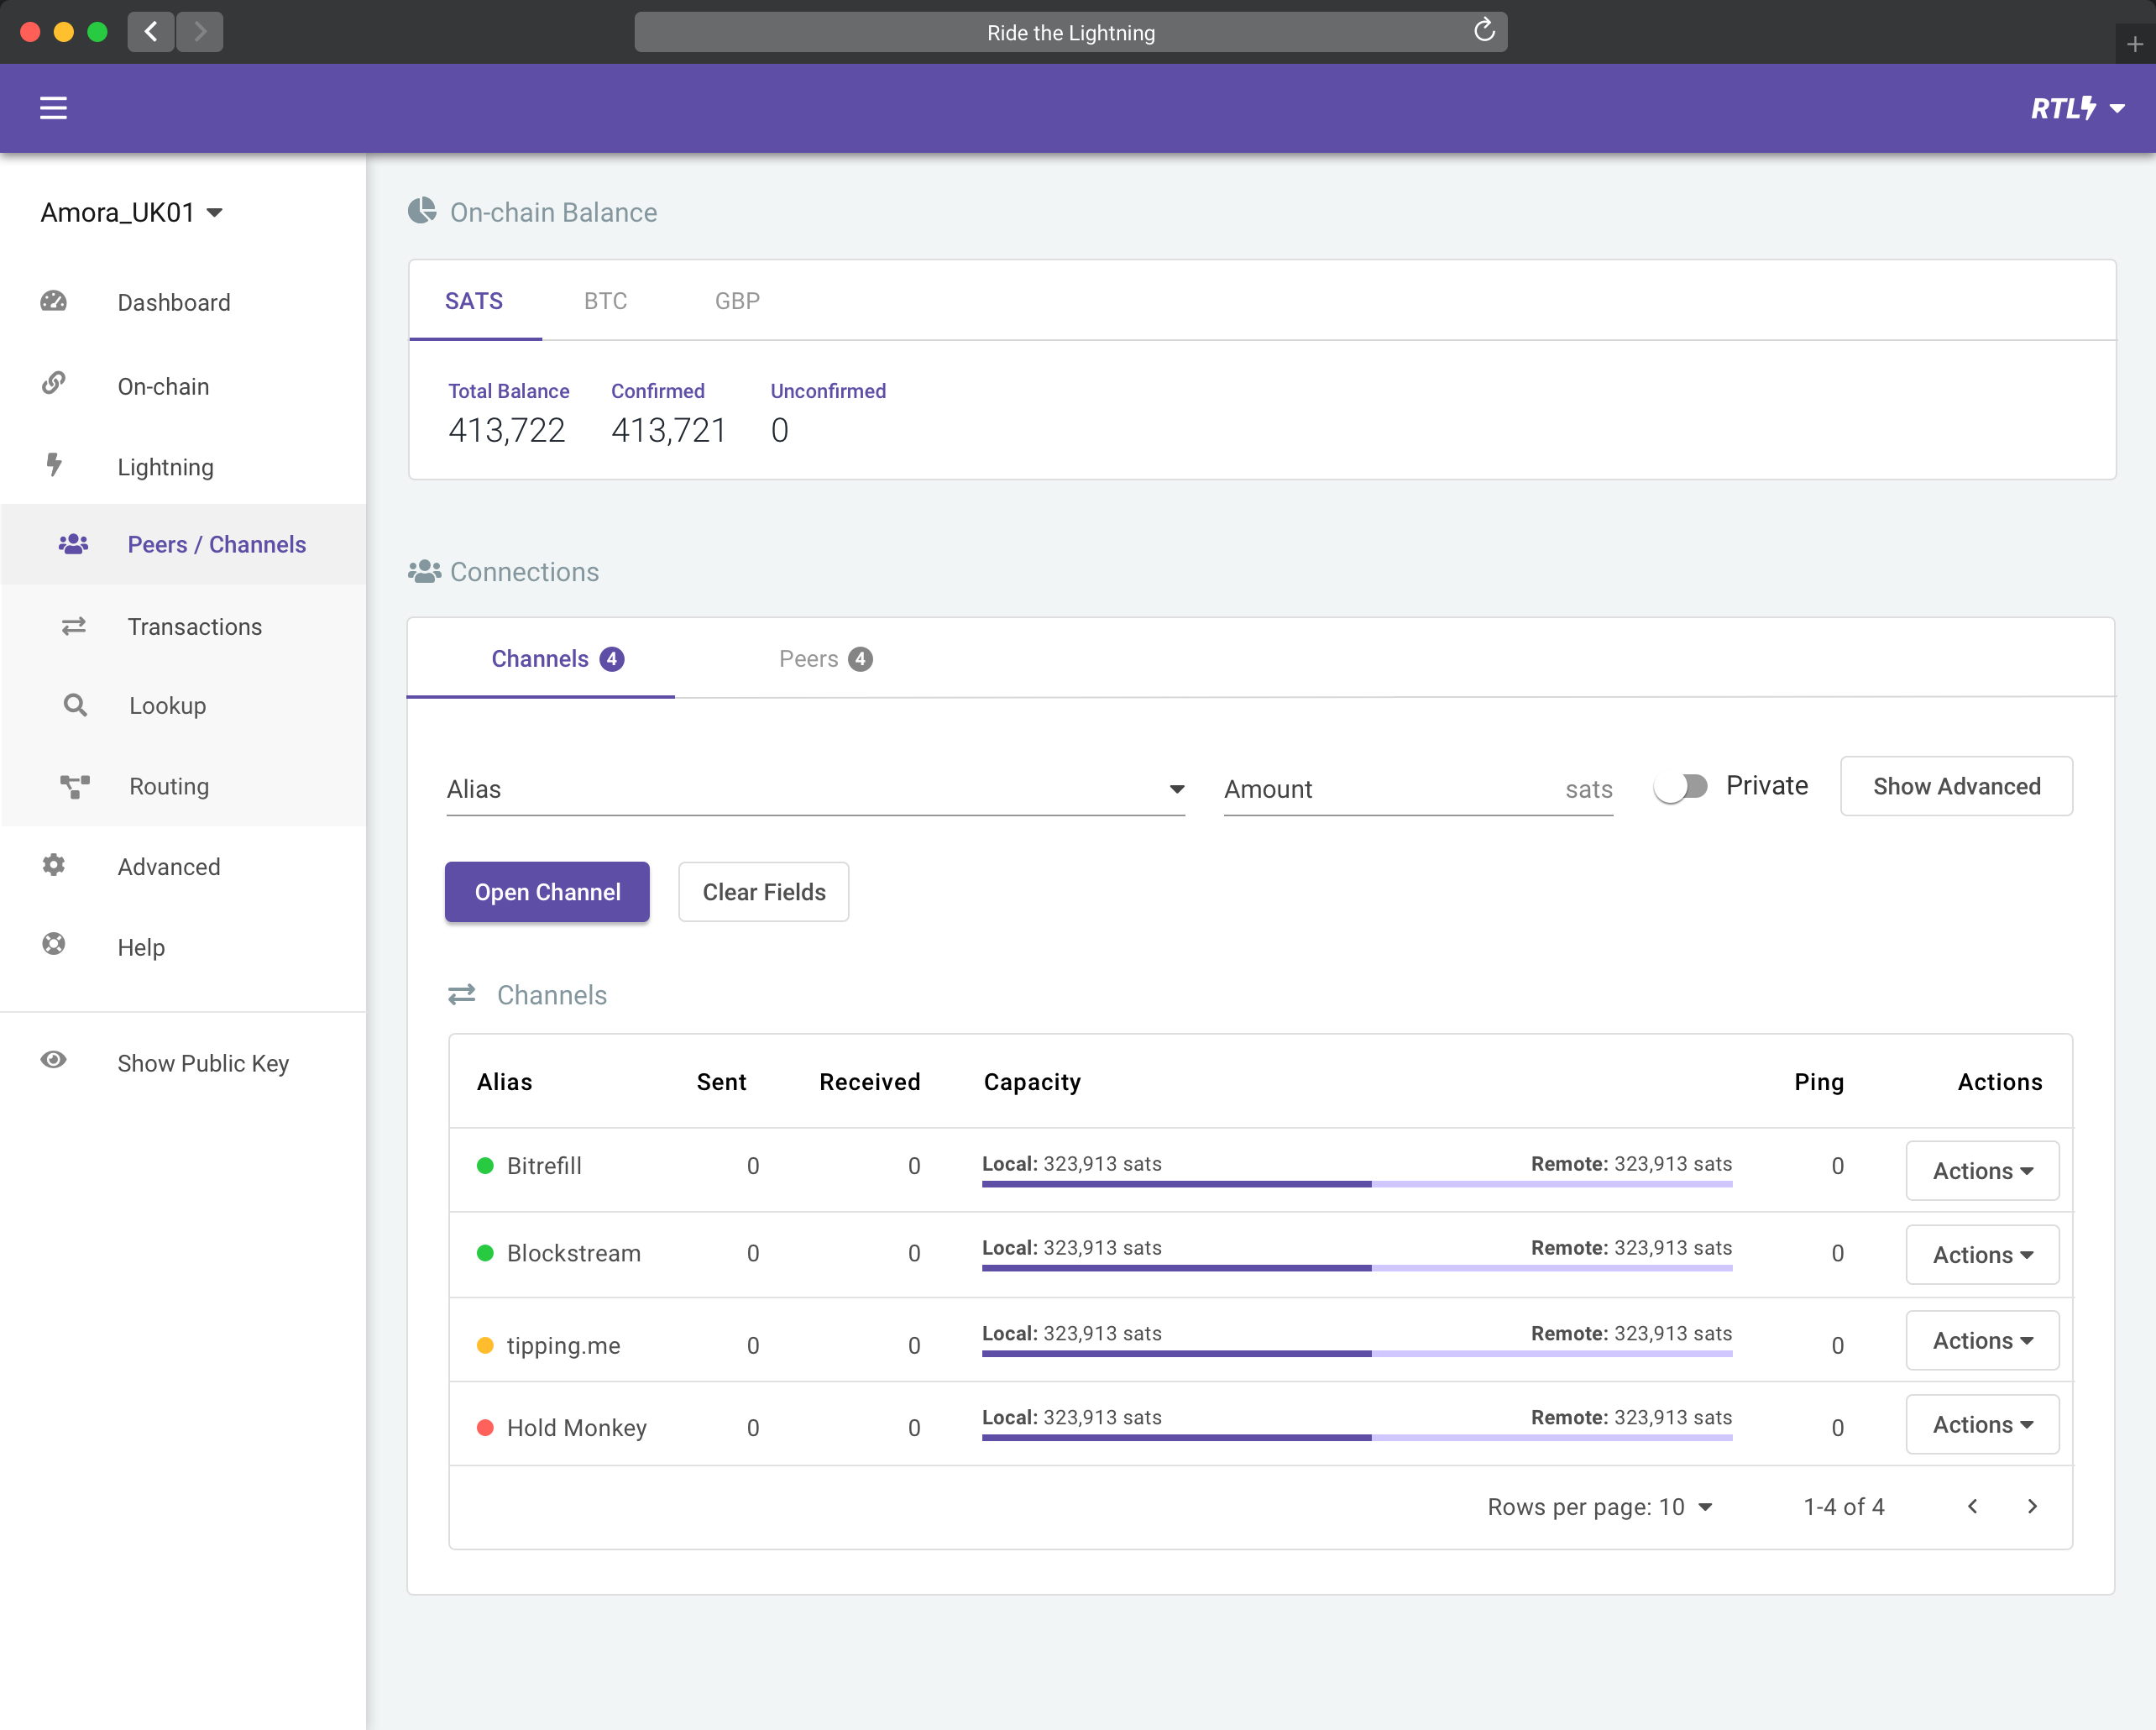 Ride the Lightning
RTL
Amora_UK01
Dashboard
On-chain
Lightning
Peers / Channels
Transactions
Lookup
Routing
Advanced
Help
Show Public Key
On-chain Balance
SATS BTC GBP
Total Balance Confirmed Unconfirmed
413,722 413,721 0
Connections
Channels 4 Peers 4
Alias Amount sats Private Show Advanced
Open Channel Clear Fields
Channels
Alias Sent Received Capacity Ping Actions
Bitrefill 0 0 Local: 323,913 sats Remote: 323,913 sats 0 Actions
Blockstream 0 0 Local: 323,913 sats Remote: 323,913 sats 0 Actions
tipping.me 0 0 Local: 323,913 sats Remote: 323,913 sats 0 Actions
Hold Monkey 0 0 Local: 323,913 sats Remote: 323,913 sats 0 Actions
Rows per page: 10 1-4 of 4